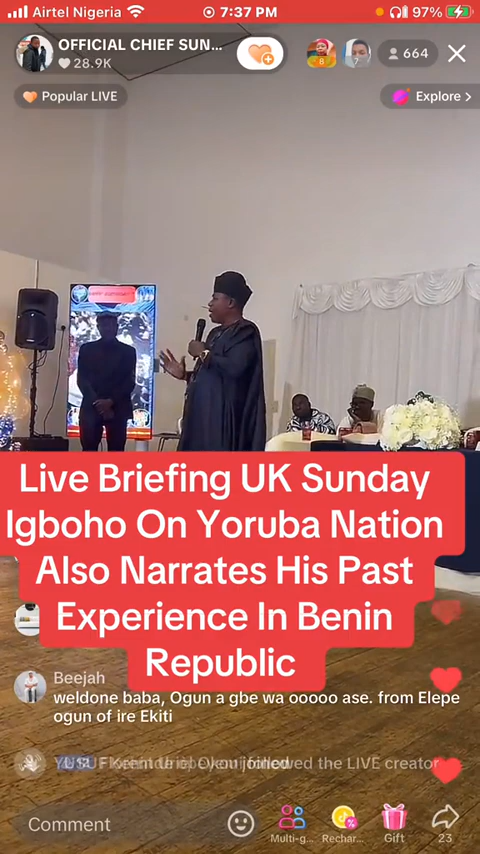 Airtel Nigeria
7:37 PM
97%
OFFICIAL CHIEF SUN...
28.9K
8
7
664
Popular LIVE
Explore >
Live Briefing UK Sunday
Igboho On Yoruba Nation
Also Narrates His Past
Experience In Benin
Republic
Beejah
weldone baba, Ogun a gbe wa ooooo ase. from Elepe
ogun of ire Ekiti
the LIVE creator
Comment
Multi-g...
Rechar...
Gift
23